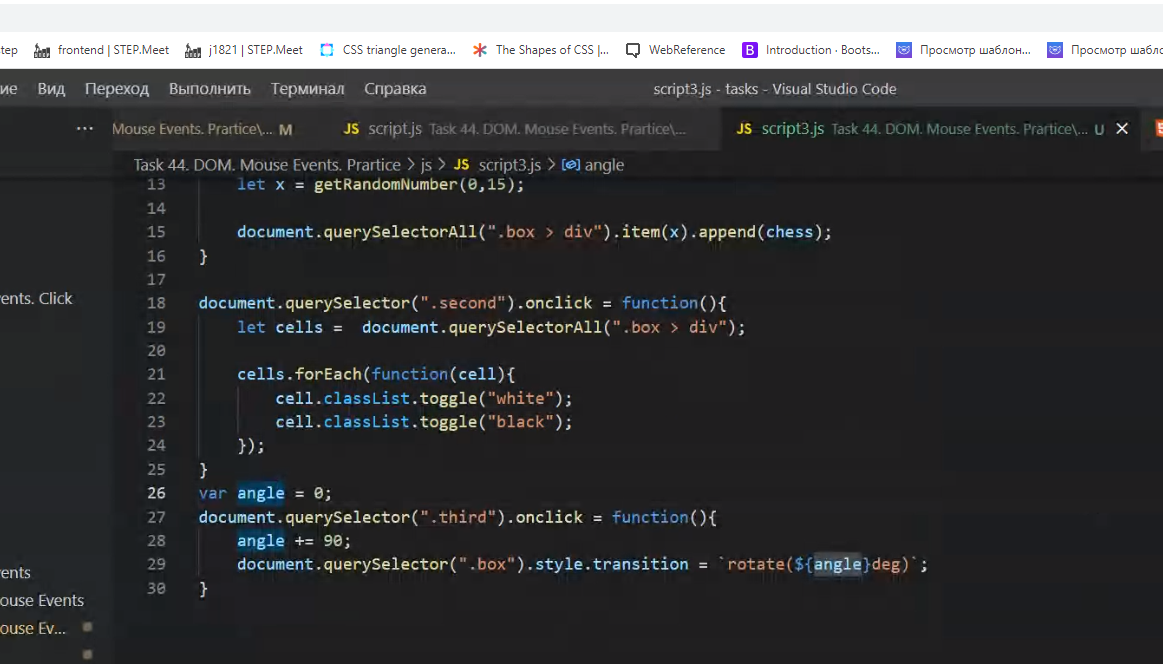 tep frontend | STEP.Meet j1821 | STEP.Meet CSS triangle genera... The Shapes of CSS |... WebReference B Introduction · Boots... Просмотр шаблон... Просмотр шабло
ие Вид Переход Выполнить Терминал Справка script3.js - tasks - Visual Studio Code
··· Mouse Events. Prartice\... M JS script.js Task 44. DOM. Mouse Events. Prartice\... JS script3.js Task 44. DOM. Mouse Events. Prartice\... U
Task 44. DOM. Mouse Events. Prartice > js > JS script3.js > angle
13 let x = getRandomNumber(0,15);
14
15 document.querySelectorAll(".box > div").item(x).append(chess);
16 }
17
ents. Click
18 document.querySelector(".second").onclick = function(){
19 let cells =  document.querySelectorAll(".box > div");
20
21 cells.forEach(function(cell){
22 cell.classList.toggle("white");
23 cell.classList.toggle("black");
24 });
25 }
26 var angle = 0;
27 document.querySelector(".third").onclick = function(){
28 angle += 90;
29 document.querySelector(".box").style.transition = `rotate(${angle}deg)`;
30 }
ents
ouse Events
ouse Ev...